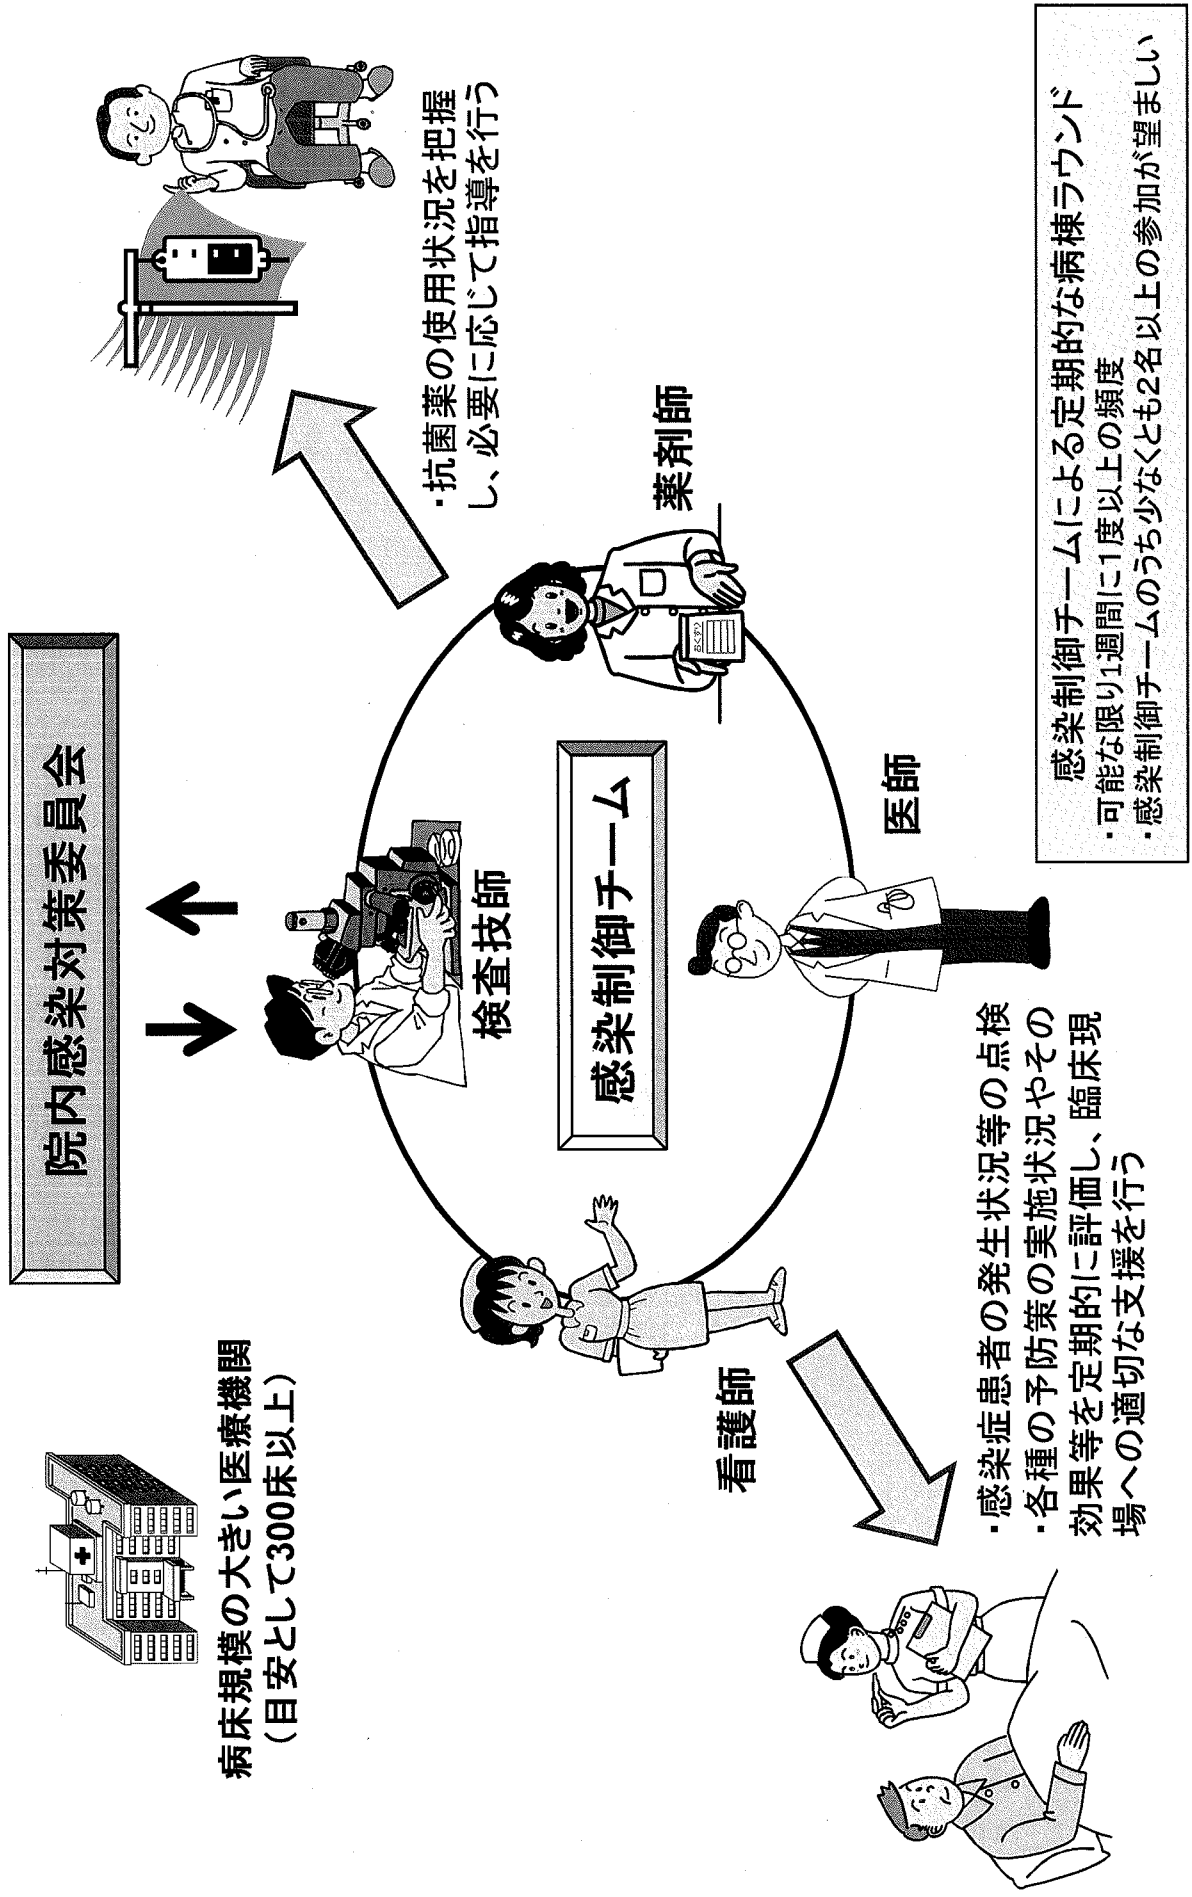 院内感染対策委員会
病床規模の大きい医療機関
（目安として300床以上）
検査技師
感染制御チーム
薬剤師
看護師
医師
・抗菌薬の使用状況を把握
し、必要に応じて指導を行う
・感染症患者の発生状況等の点検
・各種の予防策の実施状況やその
効果等を定期的に評価し、臨床現
場への適切な支援を行う
おくすり
感染制御チームによる定期的な病棟ラウンド
・可能な限り1週間に1度以上の頻度
・感染制御チームのうち少なくとも2名以上の参加が望ましい